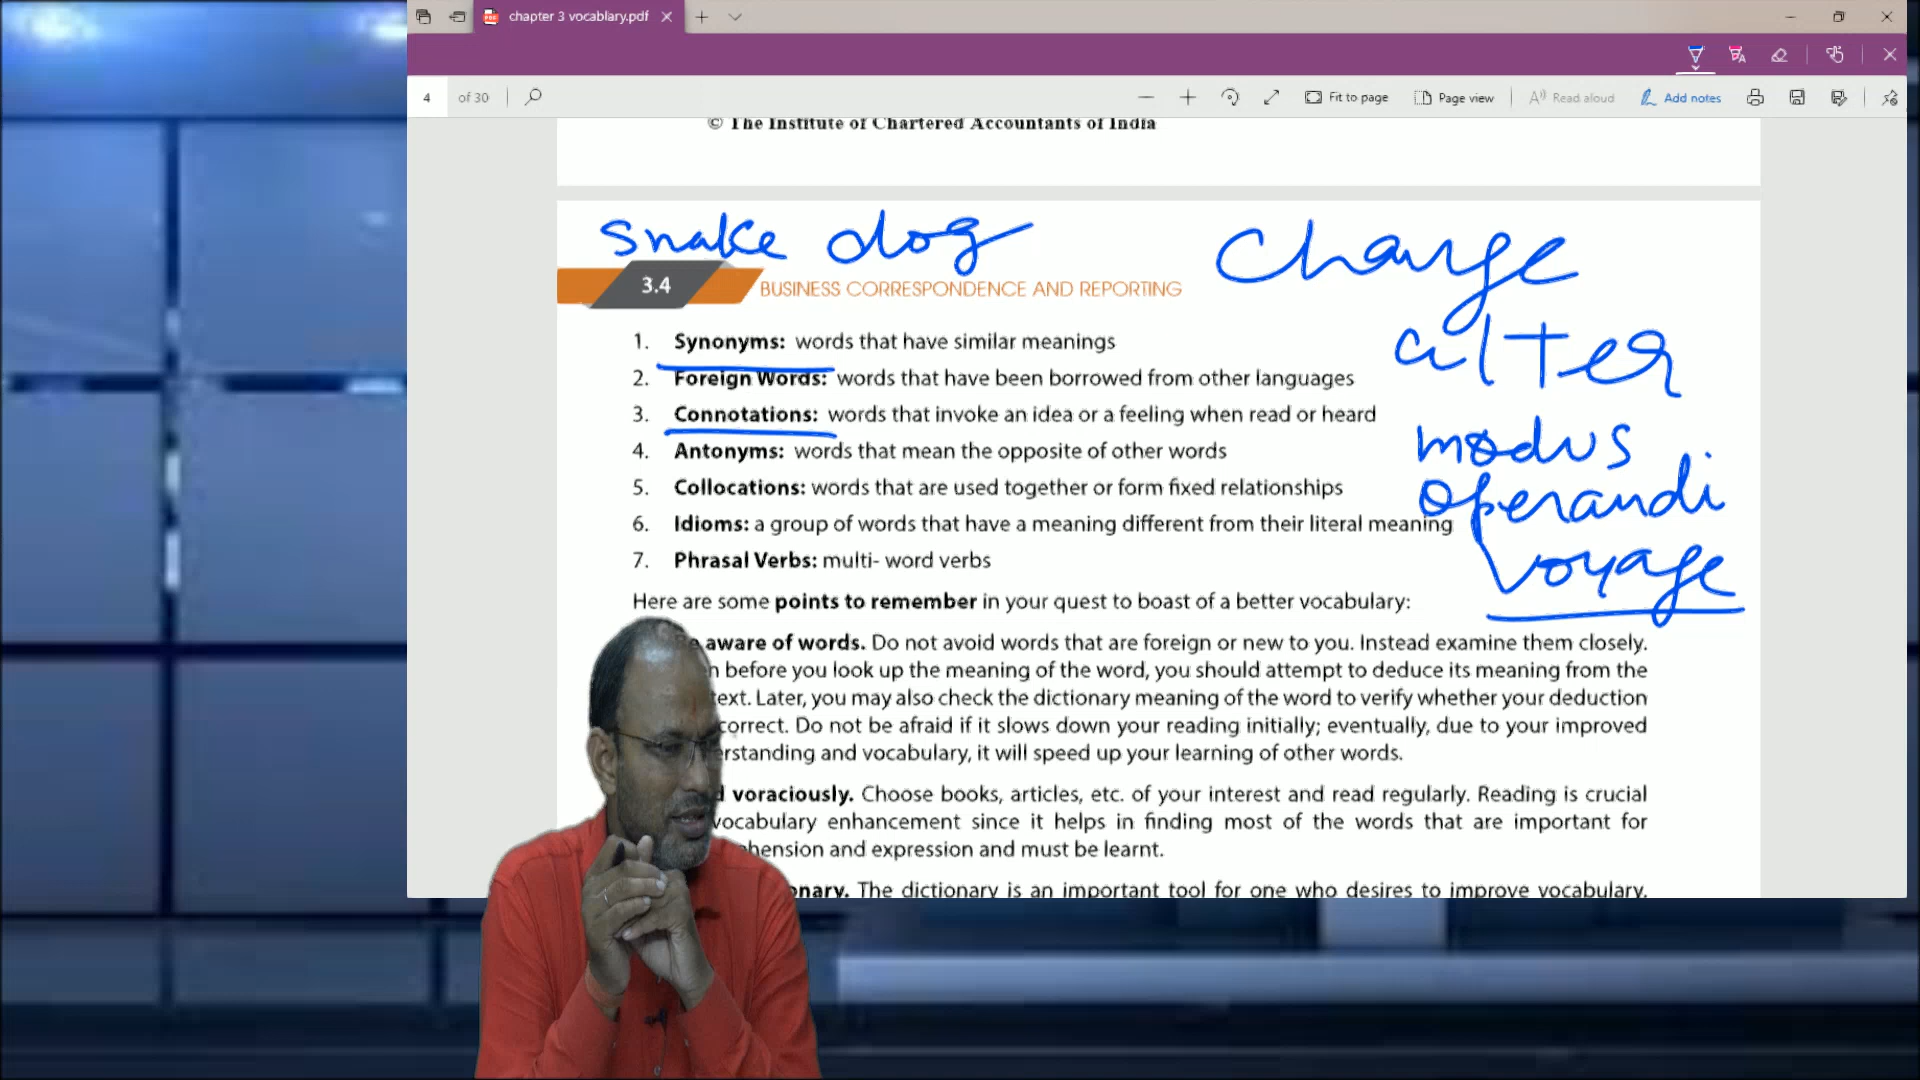 chapter 3 vocablary.pdf
4 of 30
Fit to page
Page view
Read aloud
Add notes
© The Institute of Chartered Accountants of India
snake dog
change
3.4 BUSINESS CORRESPONDENCE AND REPORTING
1. Synonyms: words that have similar meanings
alter
2. Foreign Words: words that have been borrowed from other languages
3. Connotations: words that invoke an idea or a feeling when read or heard
modus
4. Antonyms: words that mean the opposite of other words
5. Collocations: words that are used together or form fixed relationships
operandi
6. Idioms: a group of words that have a meaning different from their literal meaning
7. Phrasal Verbs: multi- word verbs
voyage
Here are some points to remember in your quest to boast of a better vocabulary:
aware of words. Do not avoid words that are foreign or new to you. Instead examine them closely.
before you look up the meaning of the word, you should attempt to deduce its meaning from the
text. Later, you may also check the dictionary meaning of the word to verify whether your deduction
correct. Do not be afraid if it slows down your reading initially; eventually, due to your improved
erstanding and vocabulary, it will speed up your learning of other words.
voraciously. Choose books, articles, etc. of your interest and read regularly. Reading is crucial
vocabulary enhancement since it helps in finding most of the words that are important for
hension and expression and must be learnt.
onary. The dictionary is an important tool for one who desires to improve vocabulary.